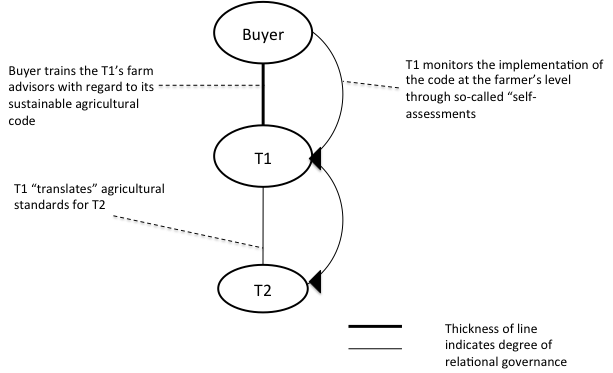 Buyer
Buyer trains the T1's farm
advisors with regard to its
sustainable agricultural
code
T1 monitors the implementation of
the code at the farmer's level
through so-called "self-
assessments
T1
T1 "translates" agricultural
standards for T2
T2
Thickness of line
indicates degree of
relational governance